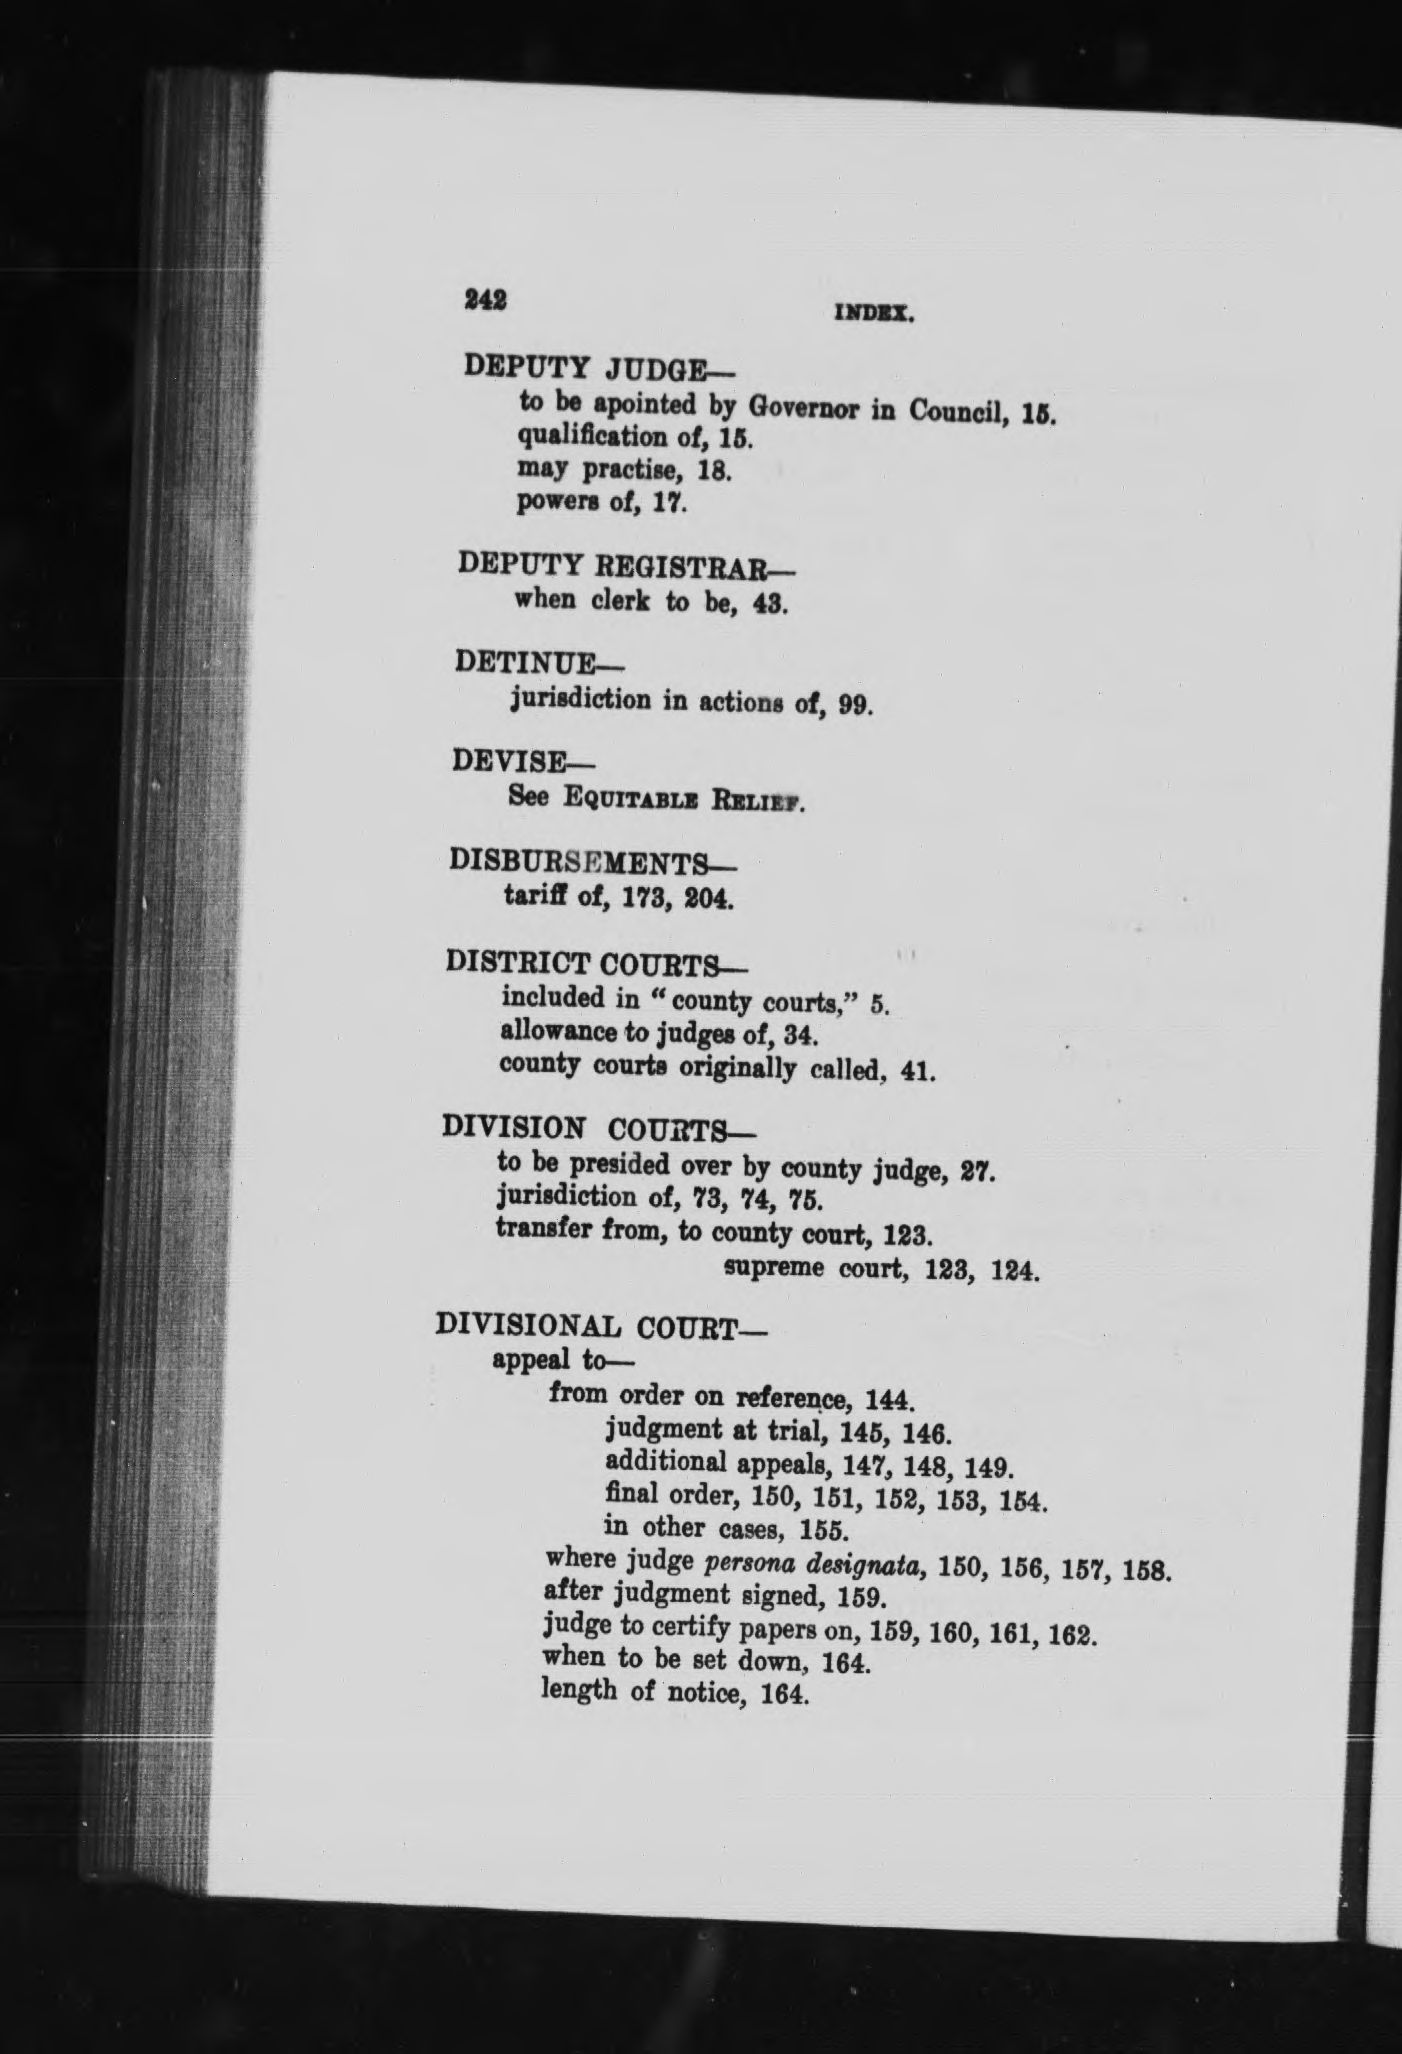 242
INDEX.
DEPUTY JUDGE—
to be apointed by Governor in Council, 15.
qualification of, 15.
may practise, 18.
powers of, 17.
DEPUTY REGISTRAR—
when clerk to be, 43.
DETINUE—
jurisdiction in actions of, 99.
DEVISE—
See EQUITABLE RELIEF.
DISBURSEMENTS—
tariff of, 173, 204.
DISTRICT COURTS—
included in “county courts,” 5.
allowance to judges of, 34.
county courts originally called, 41.
DIVISION COURTS—
to be presided over by county judge, 27.
jurisdiction of, 73, 74, 75.
transfer from, to county court, 123.
supreme court, 123, 124.
DIVISIONAL COURT—
appeal to—
from order on reference, 144.
judgment at trial, 145, 146.
additional appeals, 147, 148, 149.
final order, 150, 151, 152, 153, 154.
in other cases, 155.
where judge persona designata, 150, 156, 157, 158.
after judgment signed, 159.
judge to certify papers on, 159, 160, 161, 162.
when to be set down, 164.
length of notice, 164.